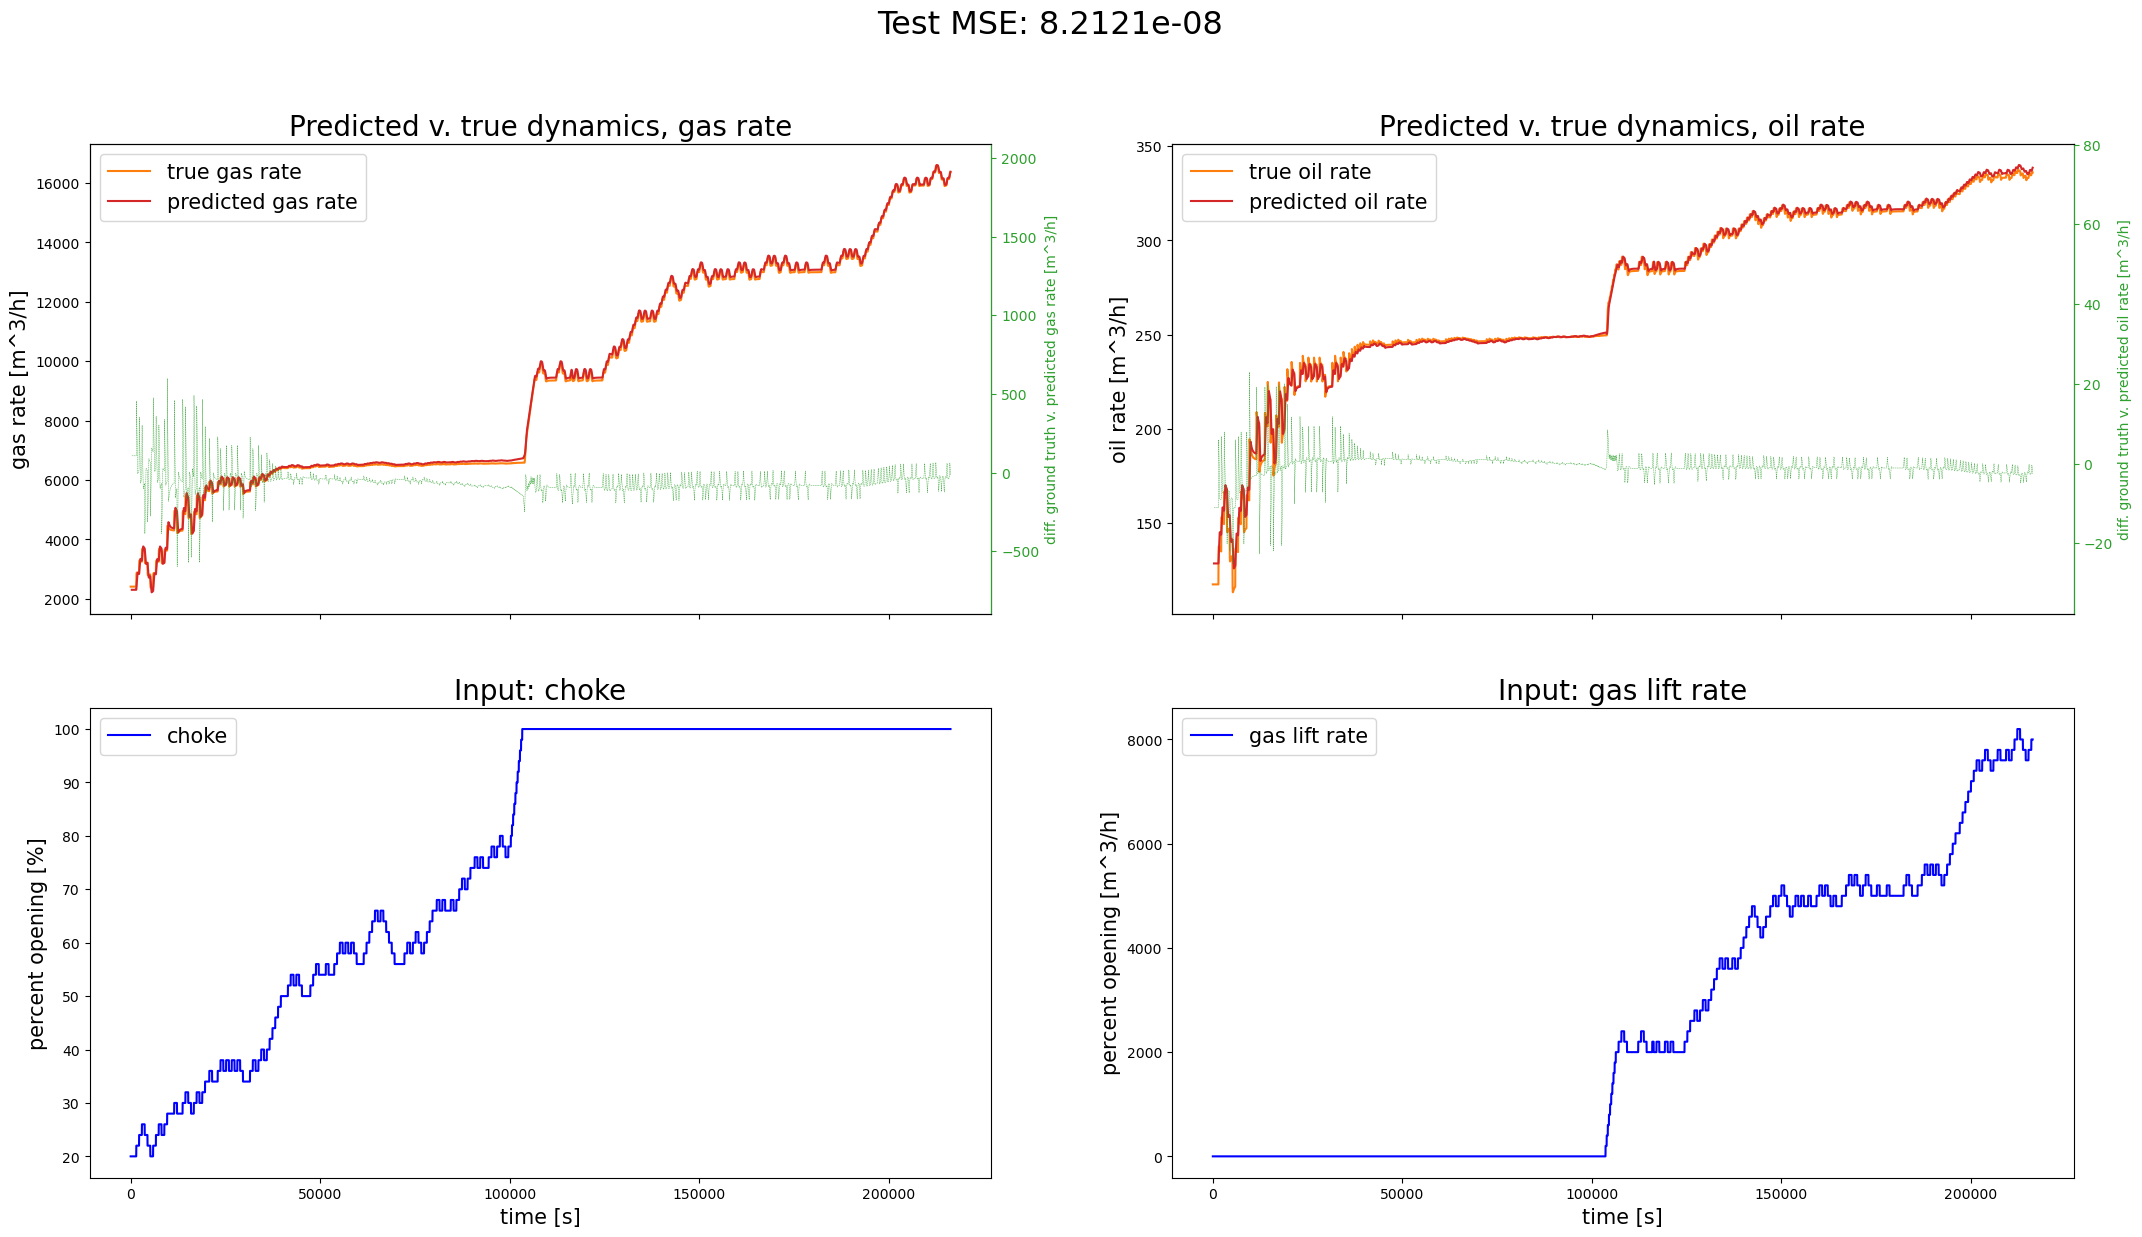 Test MSE: 8.2121e-08
Predicted v. true dynamics, gas rate
true gas rate
predicted gas rate
gas rate [m^3/h]
16000
14000
12000
10000
8000
6000
4000
2000
2000
1500
1000
500
0
−500
diff. ground truth v. predicted gas rate [m^3/h]
Predicted v. true dynamics, oil rate
true oil rate
predicted oil rate
oil rate [m^3/h]
350
300
250
200
150
80
60
40
20
0
−20
diff. ground truth v. predicted oil rate [m^3/h]
Input: choke
choke
percent opening [%]
100
90
80
70
60
50
40
30
20
0
50000
100000
150000
200000
time [s]
Input: gas lift rate
gas lift rate
percent opening [m^3/h]
8000
6000
4000
2000
0
0
50000
100000
150000
200000
time [s]